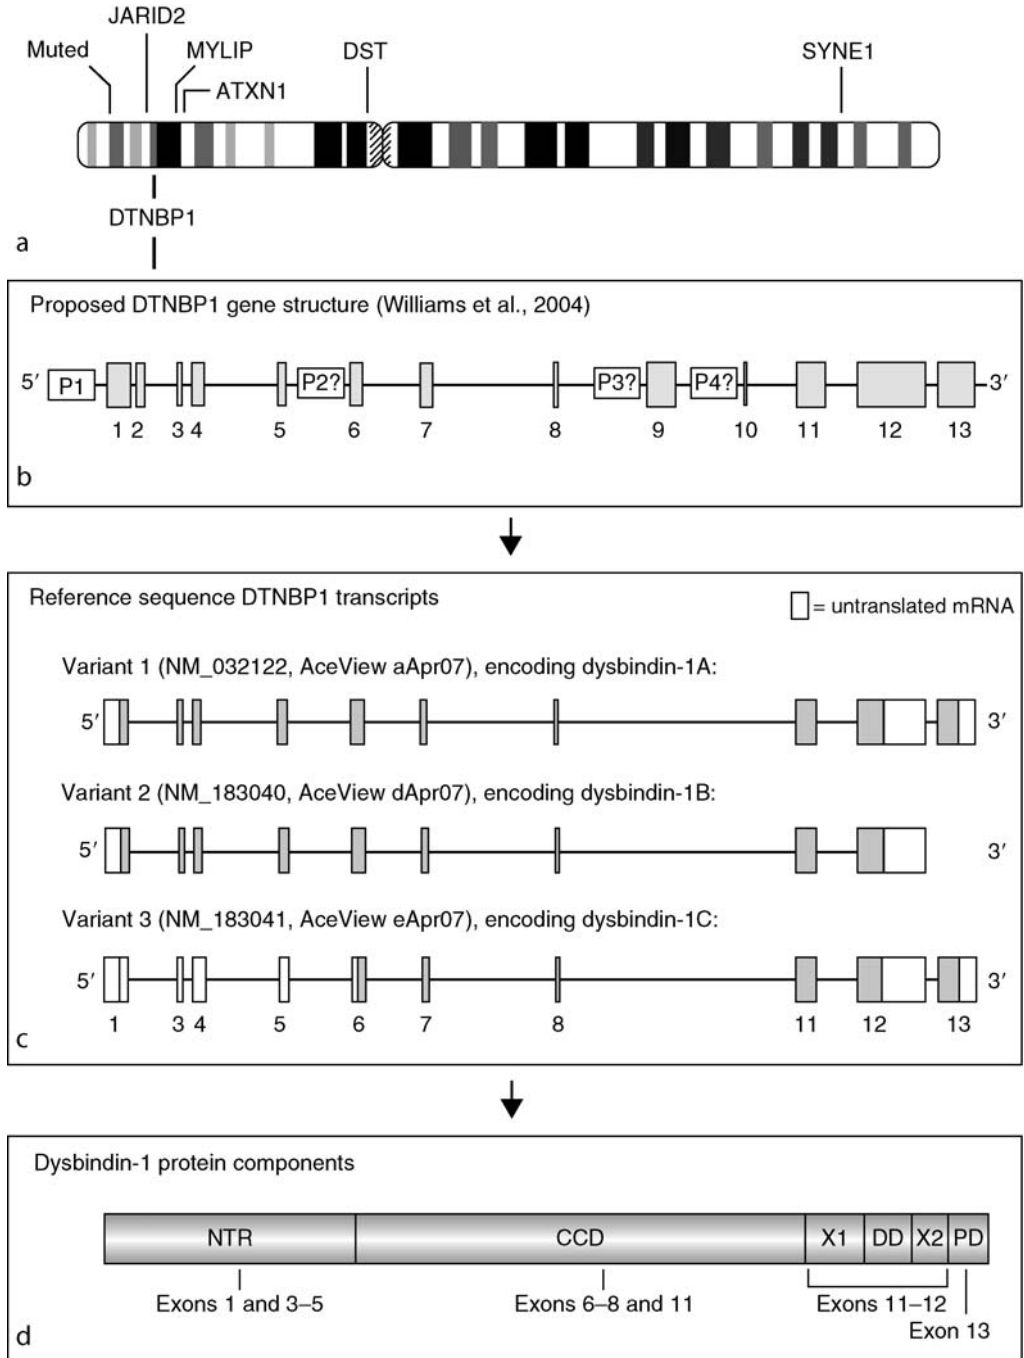 JARID2
Muted MYLIP DST SYNE1
ATXN1
DTNBP1
a
Proposed DTNBP1 gene structure (Williams et al., 2004)
5′ P1 P2? P3? P4? 3′
1 2 3 4 5 6 7 8 9 10 11 12 13
b
Reference sequence DTNBP1 transcripts
= untranslated mRNA
Variant 1 (NM_032122, AceView aApr07), encoding dysbindin-1A:
5′ 3′
Variant 2 (NM_183040, AceView dApr07), encoding dysbindin-1B:
5′ 3′
Variant 3 (NM_183041, AceView eApr07), encoding dysbindin-1C:
5′ 3′
1 3 4 5 6 7 8 11 12 13
c
Dysbindin-1 protein components
NTR CCD X1 DD X2 PD
Exons 1 and 3–5 Exons 6–8 and 11 Exons 11–12
Exon 13
d